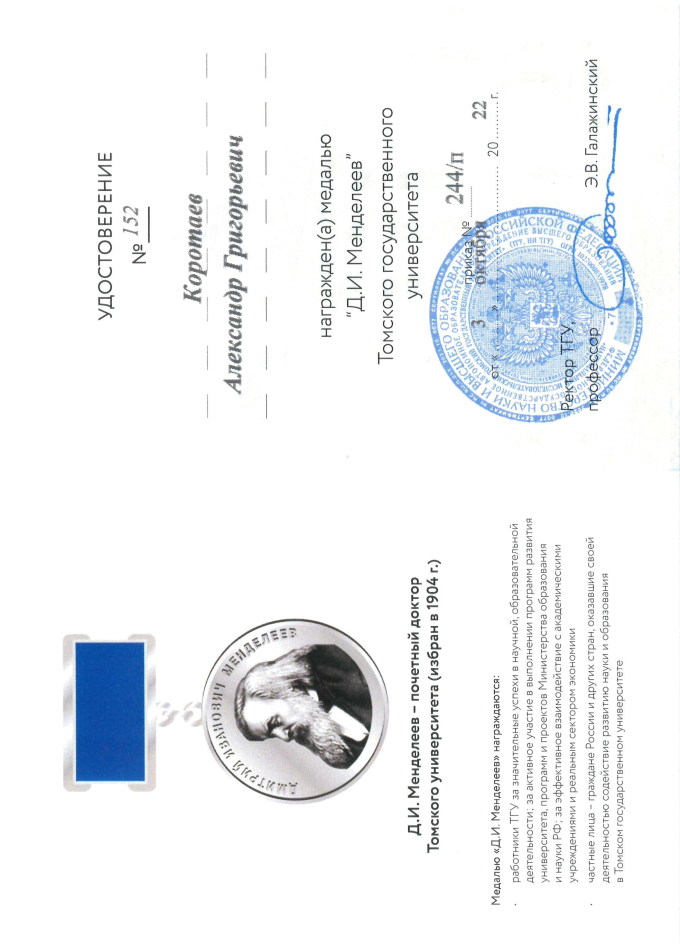 ДМИТРИЙ ИВАНОВИЧ МЕНДЕЛЕЕВ
Д.И. Менделеев – почетный доктор
Томского университета (избран в 1904 г.)
Медалью «Д.И. Менделеев» награждаются:
· работники ТГУ за значительные успехи в научной, образовательной
деятельности; за активное участие в выполнении программ развития
университета, программ и проектов Министерства образования
и науки РФ; за эффективное взаимодействие с академическими
учреждениями и реальным сектором экономики
· частные лица – граждане России и других стран, оказавшие своей
деятельностью содействие развитию науки и образования
в Томском государственном университете
УДОСТОВЕРЕНИЕ
№ 152
Коротаев
Александр Григорьевич
награжден(а) медалью
“Д.И. Менделеев”
Томского государственного
университета
приказ № 244/п
от « 3 » октября 20 22 г.
Ректор ТГУ,
профессор Э.В. Галажинский